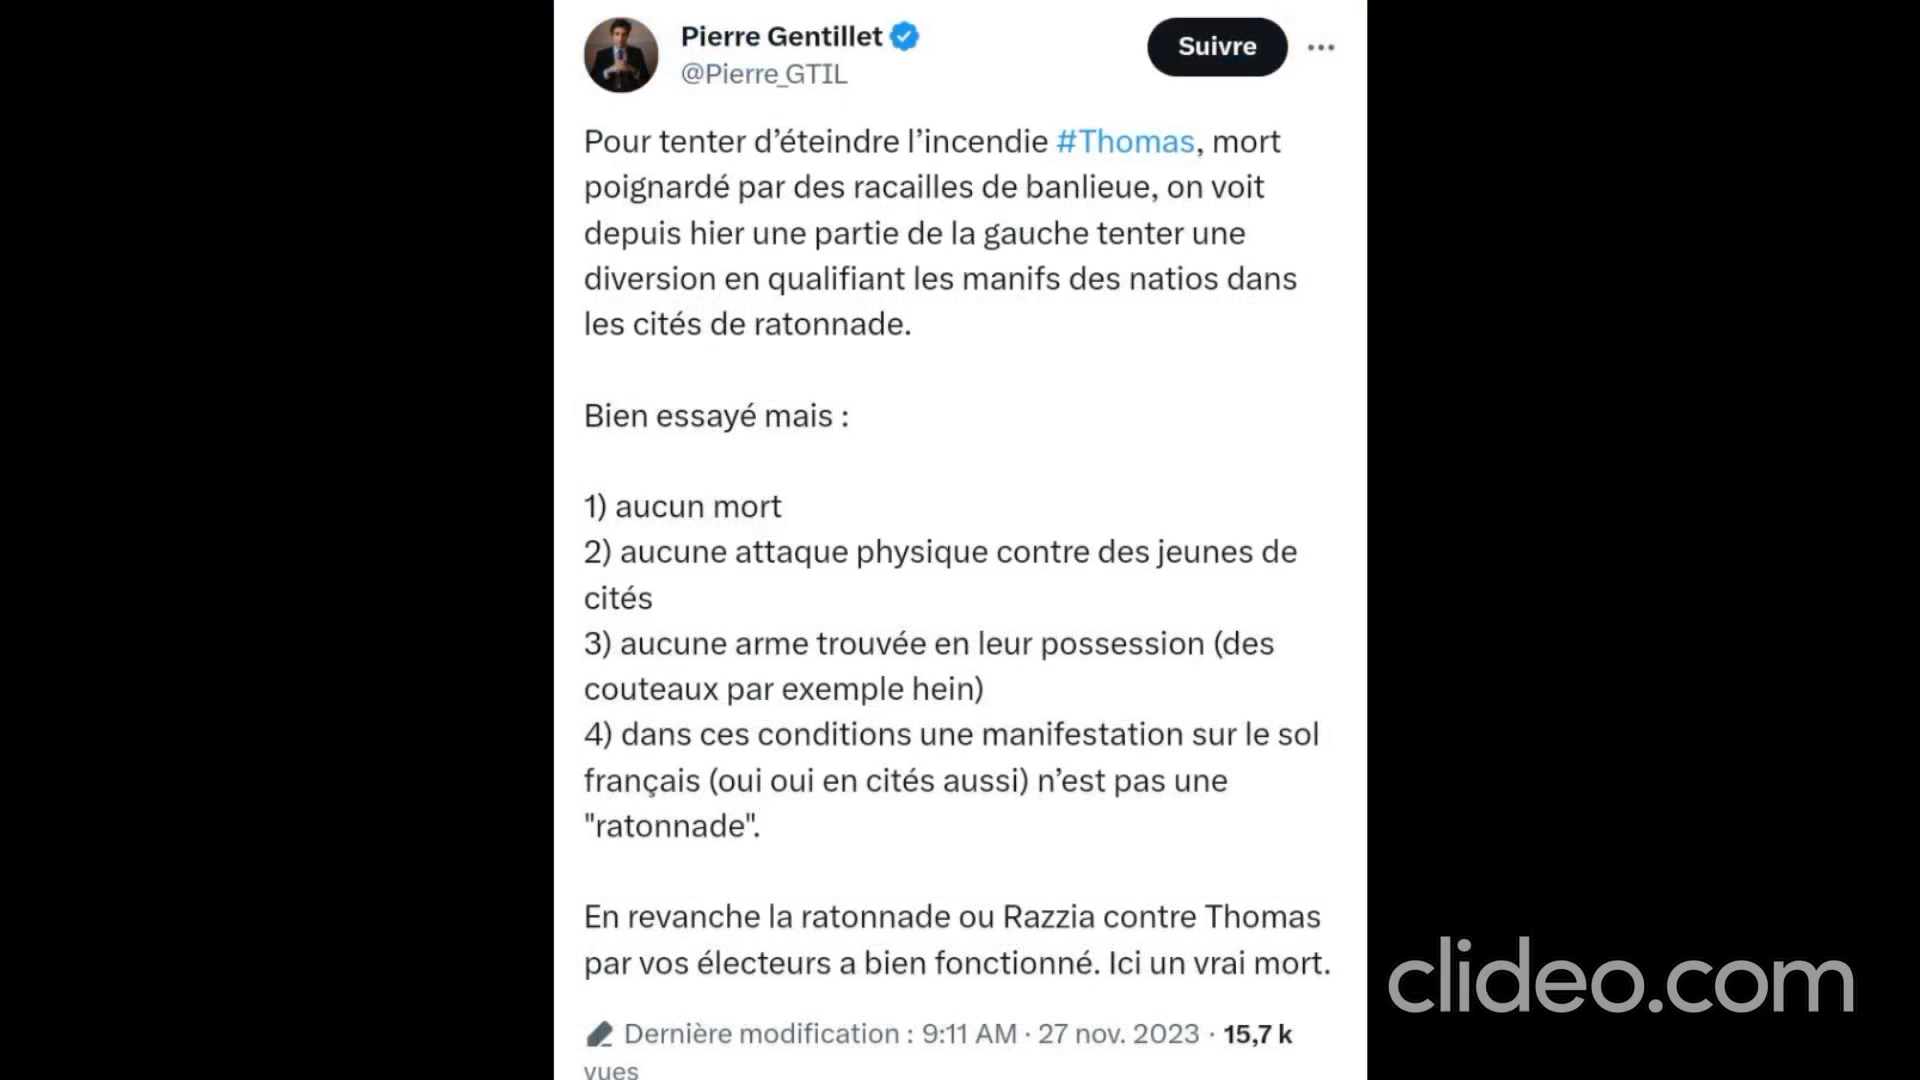 Pierre Gentillet
@Pierre_GTIL
Suivre
Pour tenter d’éteindre l’incendie #Thomas, mort
poignardé par des racailles de banlieue, on voit
depuis hier une partie de la gauche tenter une
diversion en qualifiant les manifs des natios dans
les cités de ratonnade.
Bien essayé mais :
1) aucun mort
2) aucune attaque physique contre des jeunes de
cités
3) aucune arme trouvée en leur possession (des
couteaux par exemple hein)
4) dans ces conditions une manifestation sur le sol
français (oui oui en cités aussi) n’est pas une
"ratonnade".
En revanche la ratonnade ou Razzia contre Thomas
par vos électeurs a bien fonctionné. Ici un vrai mort.
Dernière modification : 9:11 AM · 27 nov. 2023 · 15,7 k
vues
clideo.com